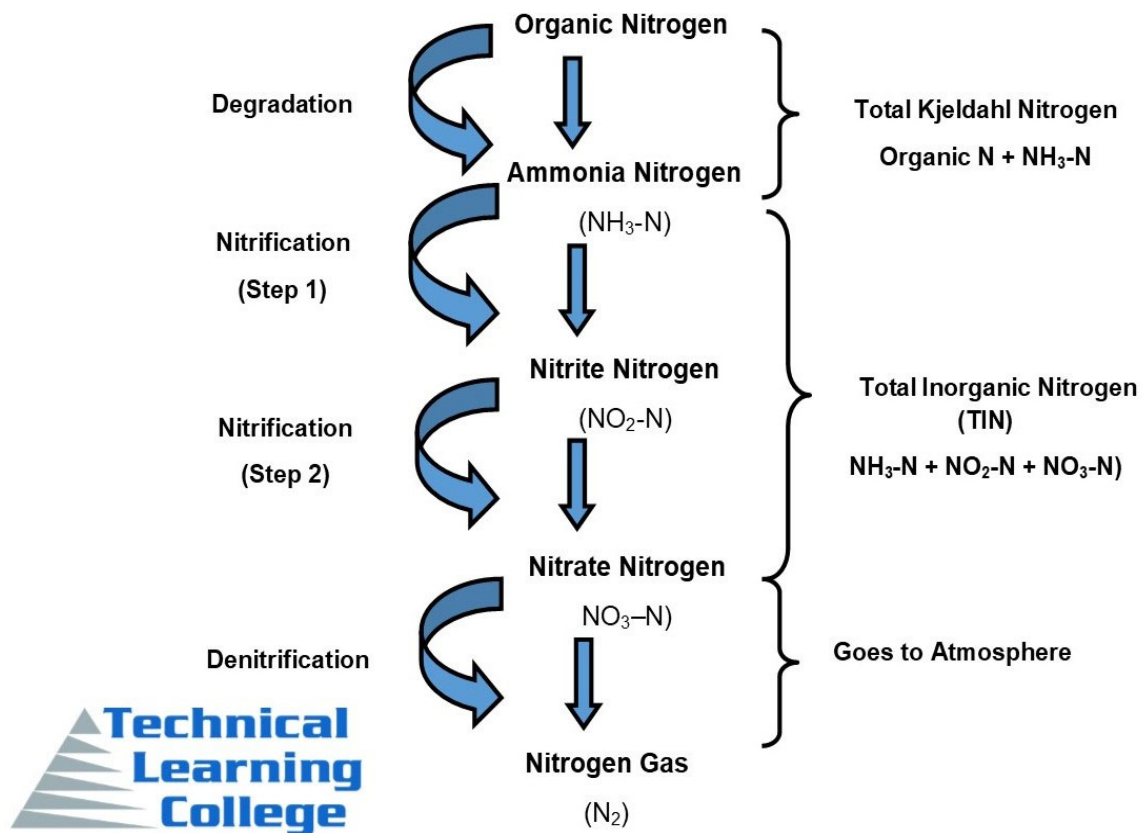 Organic Nitrogen
Degradation
Total Kjeldahl Nitrogen
Organic N + NH₃-N
Ammonia Nitrogen
(NH₃-N)
Nitrification
(Step 1)
Nitrite Nitrogen
(NO₂-N)
Total Inorganic Nitrogen
(TIN)
NH₃-N + NO₂-N + NO₃-N)
Nitrification
(Step 2)
Nitrate Nitrogen
NO₃–N)
Denitrification
Goes to Atmosphere
Nitrogen Gas
(N₂)
Technical
Learning
College